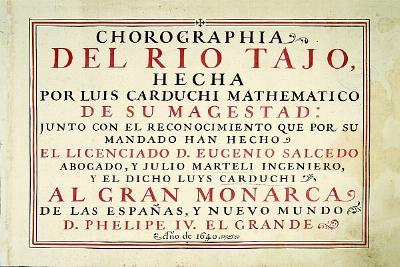 CHOROGRAPHIA
DEL RIO TAJO,
HECHA
POR LUIS CARDUCHI MATHEMATICO
DE SU MAGESTAD:
JUNTO CON EL RECONOCIMIENTO QUE POR SU
MANDADO HAN HECHO
EL LICENCIADO D. EUGENIO SALCEDO
ABOGADO, Y JULIO MARTELI INGENIERO,
Y EL DICHO LUYS CARDUCHI
AL GRAN MONARCA
DE LAS ESPAÑAS, Y NUEVO MUNDO
D. PHELIPE IV. EL GRANDE
Año de 1640